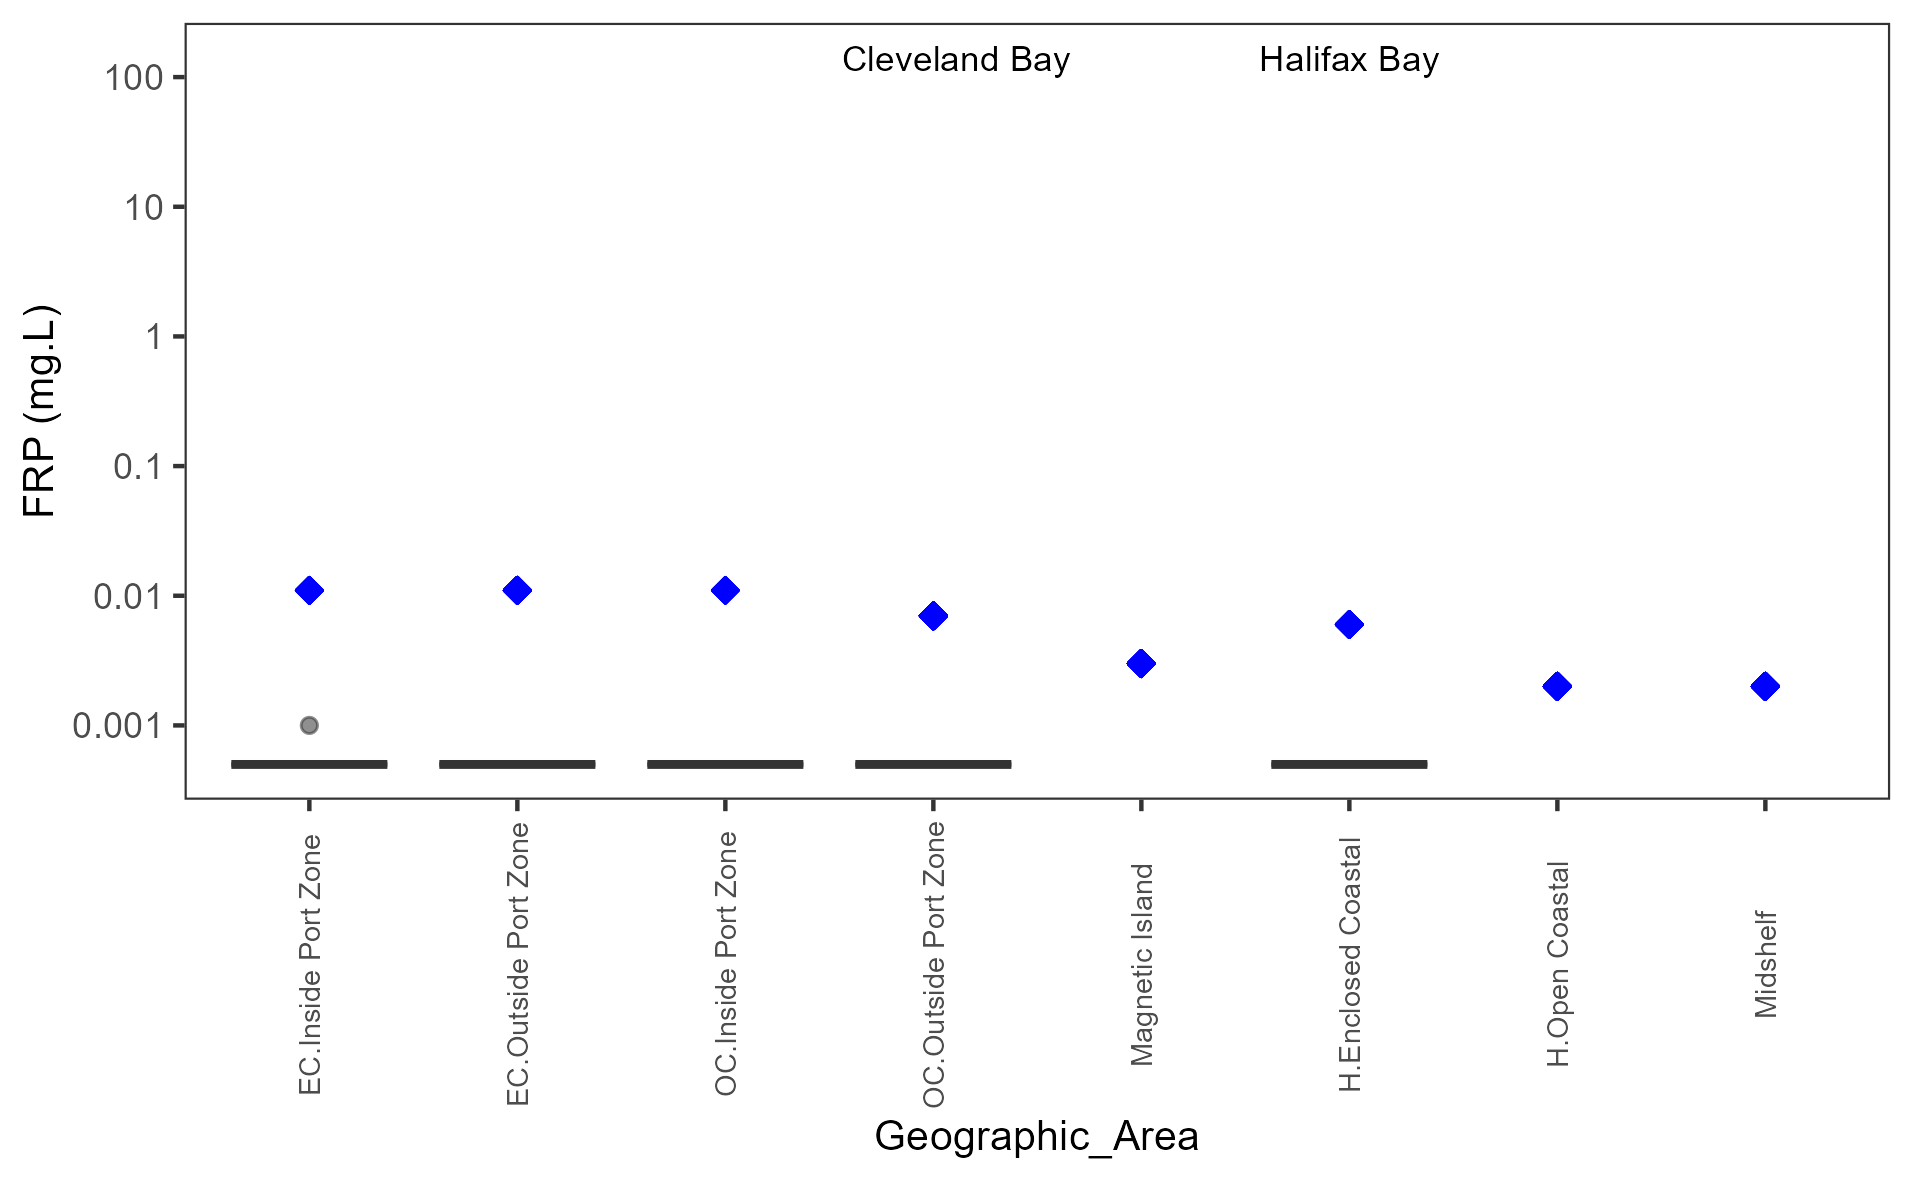 Cleveland Bay
Halifax Bay
100
10
1
0.1
0.01
0.001
FRP (mg.L)
EC.Inside Port Zone
EC.Outside Port Zone
OC.Inside Port Zone
OC.Outside Port Zone
Magnetic Island
H.Enclosed Coastal
H.Open Coastal
Midshelf
Geographic_Area